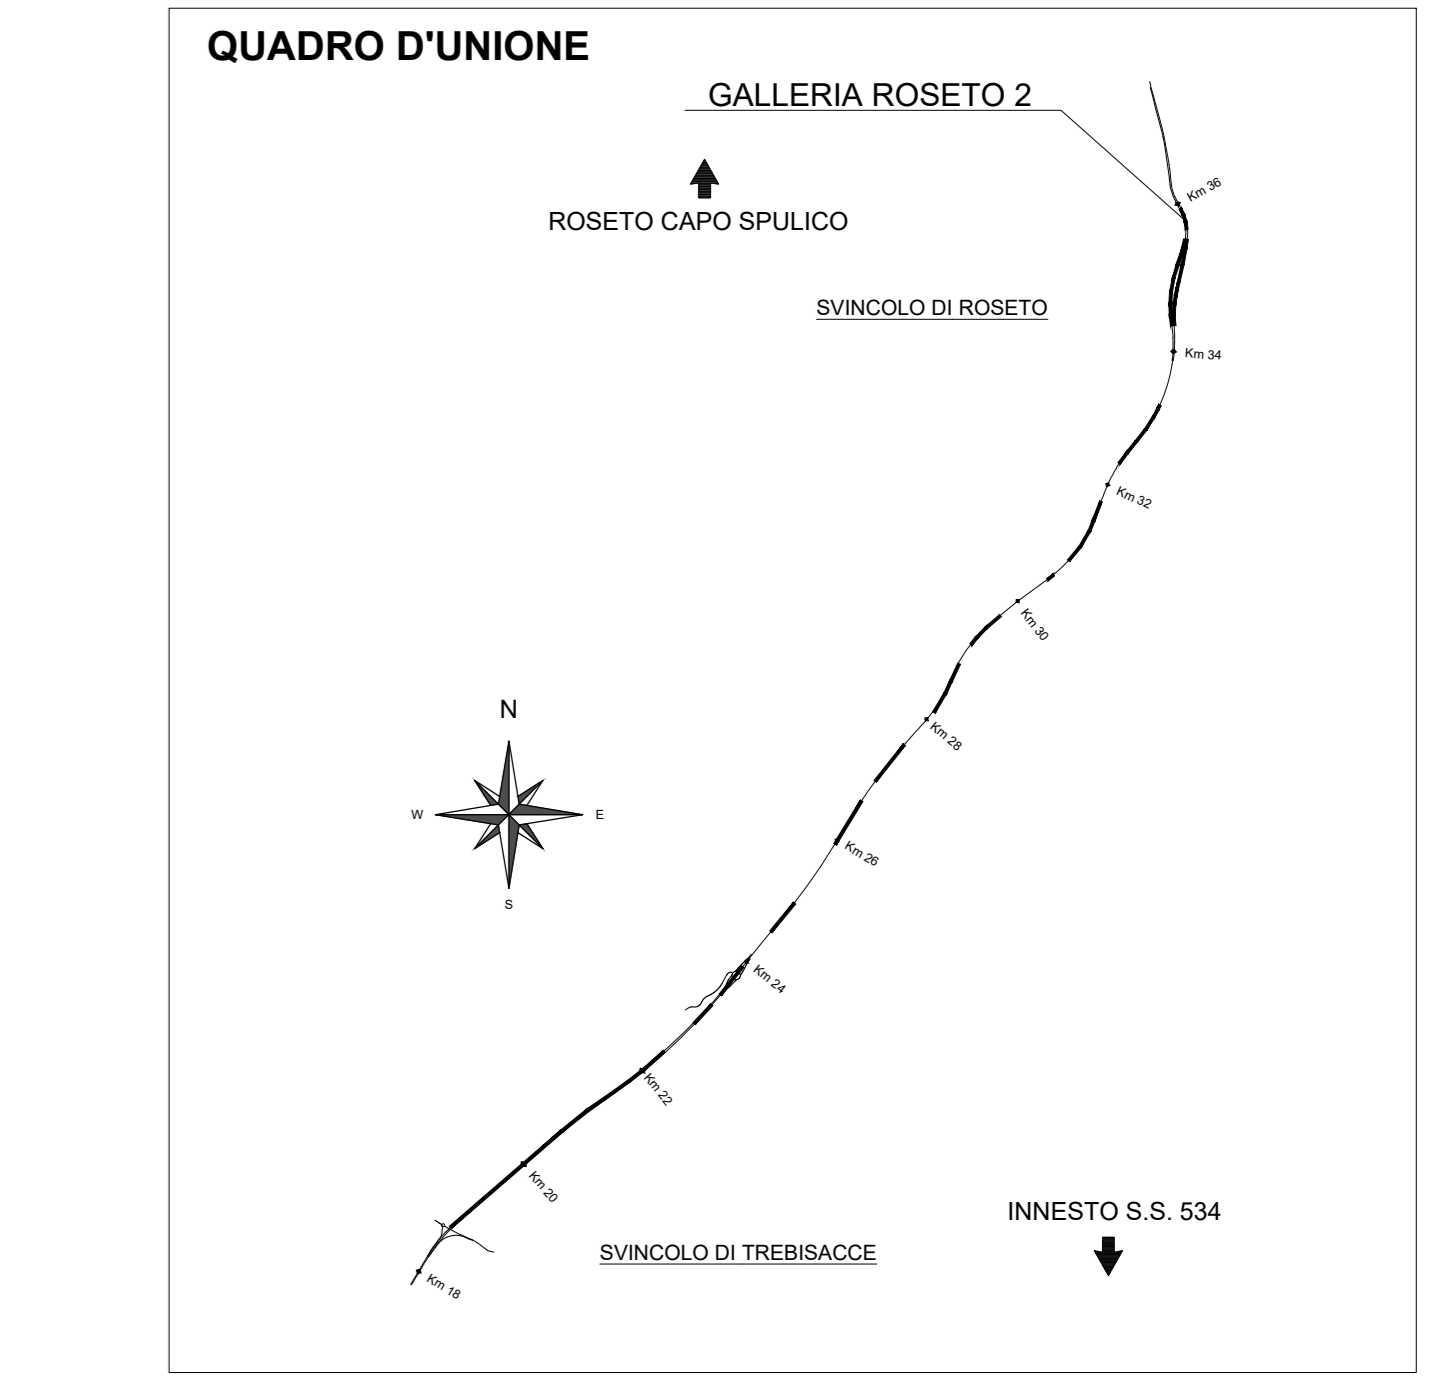 QUADRO D'UNIONE
GALLERIA ROSETO 2
Km 36
ROSETO CAPO SPULICO
SVINCOLO DI ROSETO
Km 34
Km 32
Km 30
N
Km 28
W
E
Km 26
S
Km 24
Km 22
Km 20
INNESTO S.S. 534
SVINCOLO DI TREBISACCE
Km 18